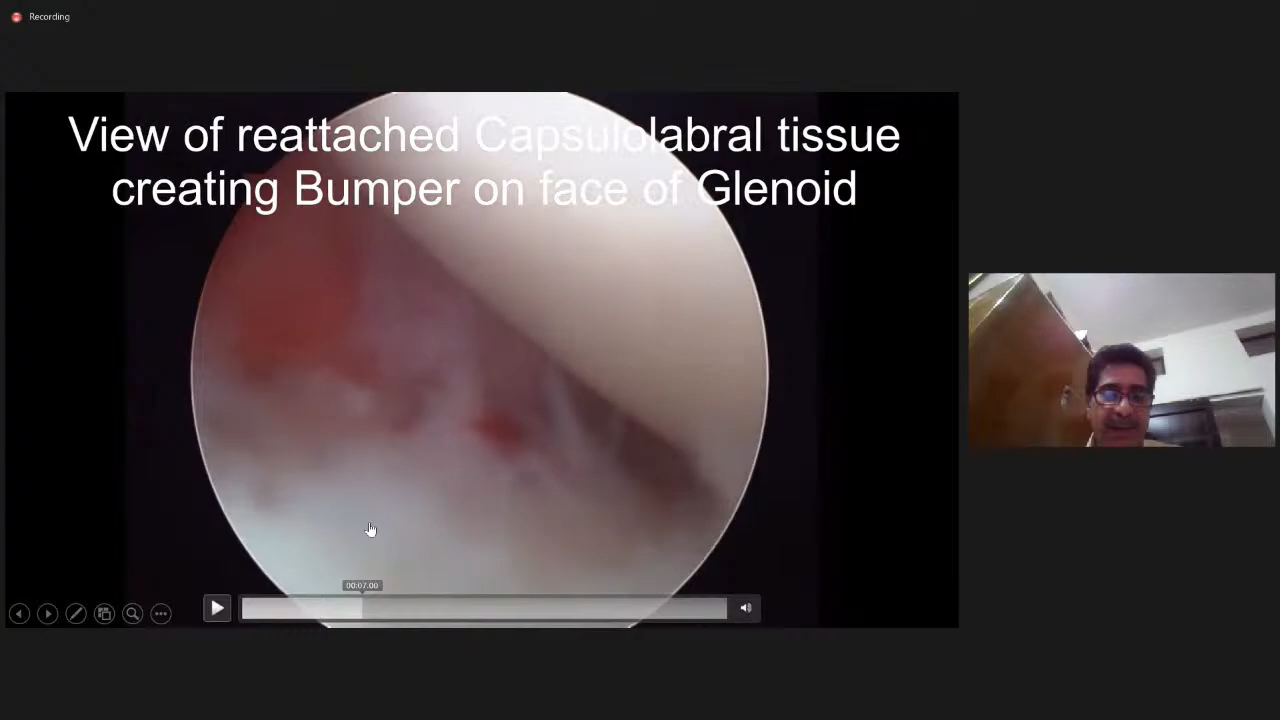 Recording
View of reattached Capsulolabral tissue
creating Bumper on face of Glenoid
00:07.00